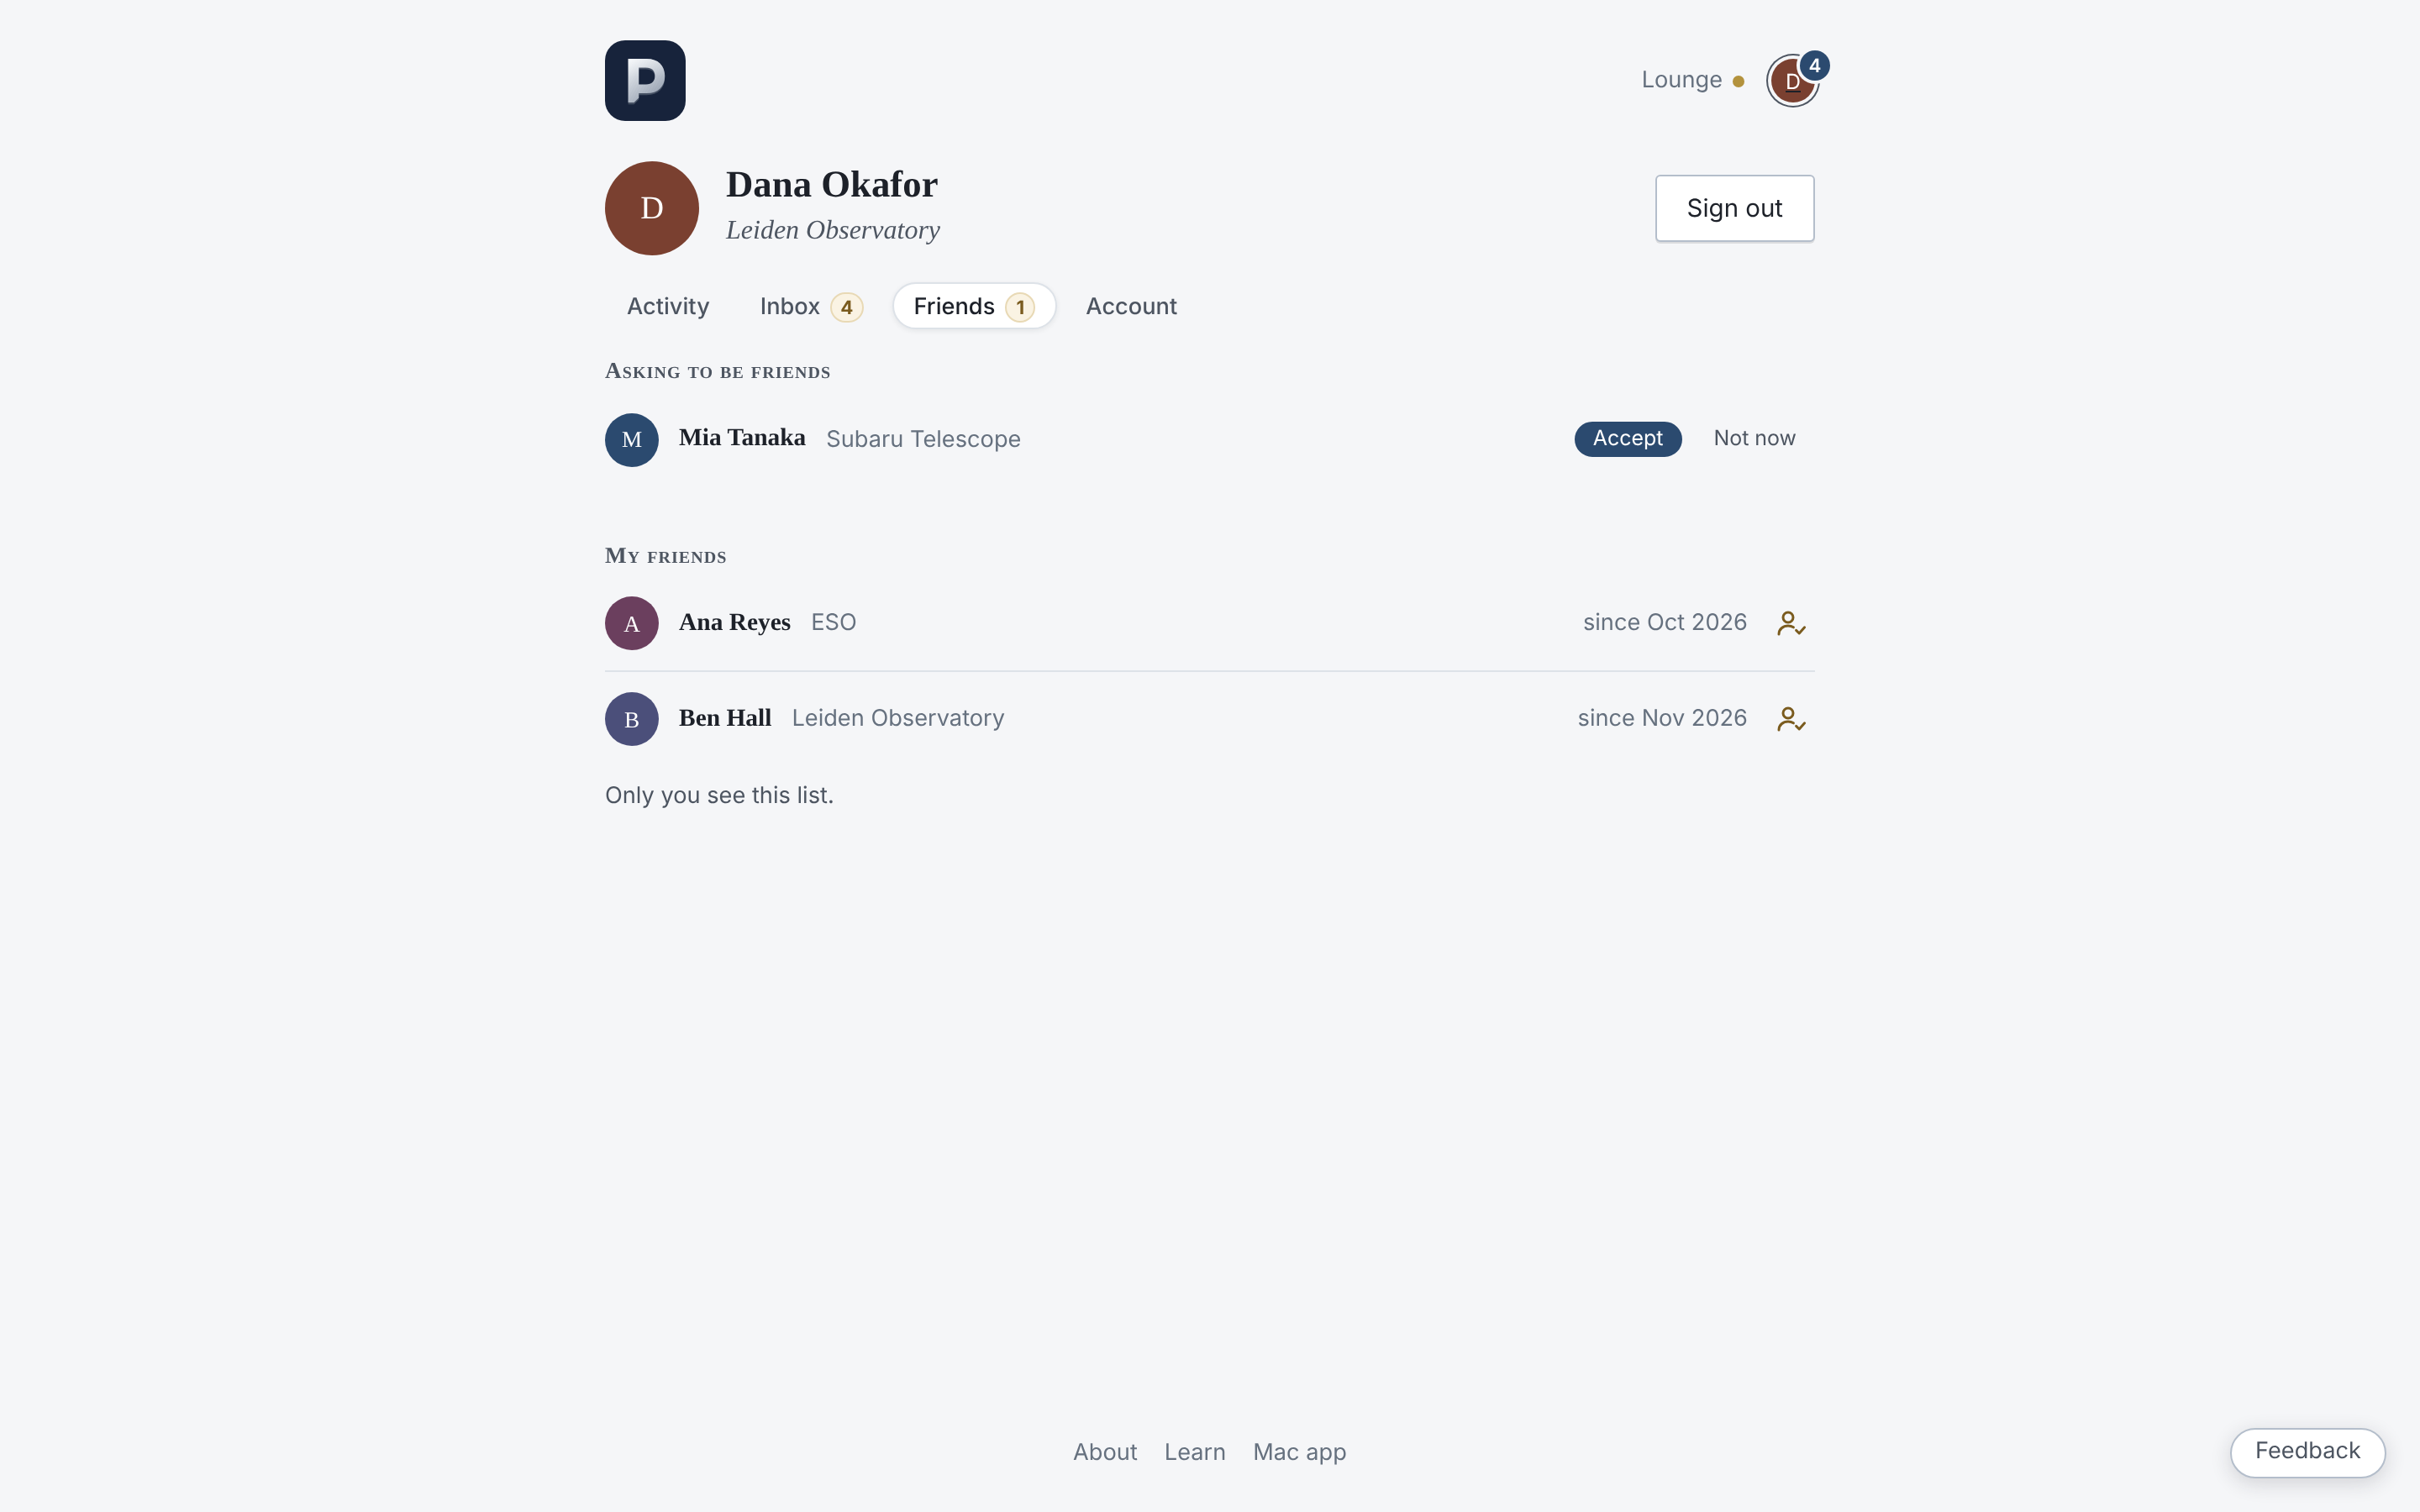 P
Lounge D 4
D Dana Okafor
Leiden Observatory
Sign out
Activity Inbox 4 Friends 1 Account
Asking to be friends
M Mia Tanaka Subaru Telescope Accept Not now
My friends
A Ana Reyes ESO since Oct 2026
B Ben Hall Leiden Observatory since Nov 2026
Only you see this list.
About Learn Mac app
Feedback